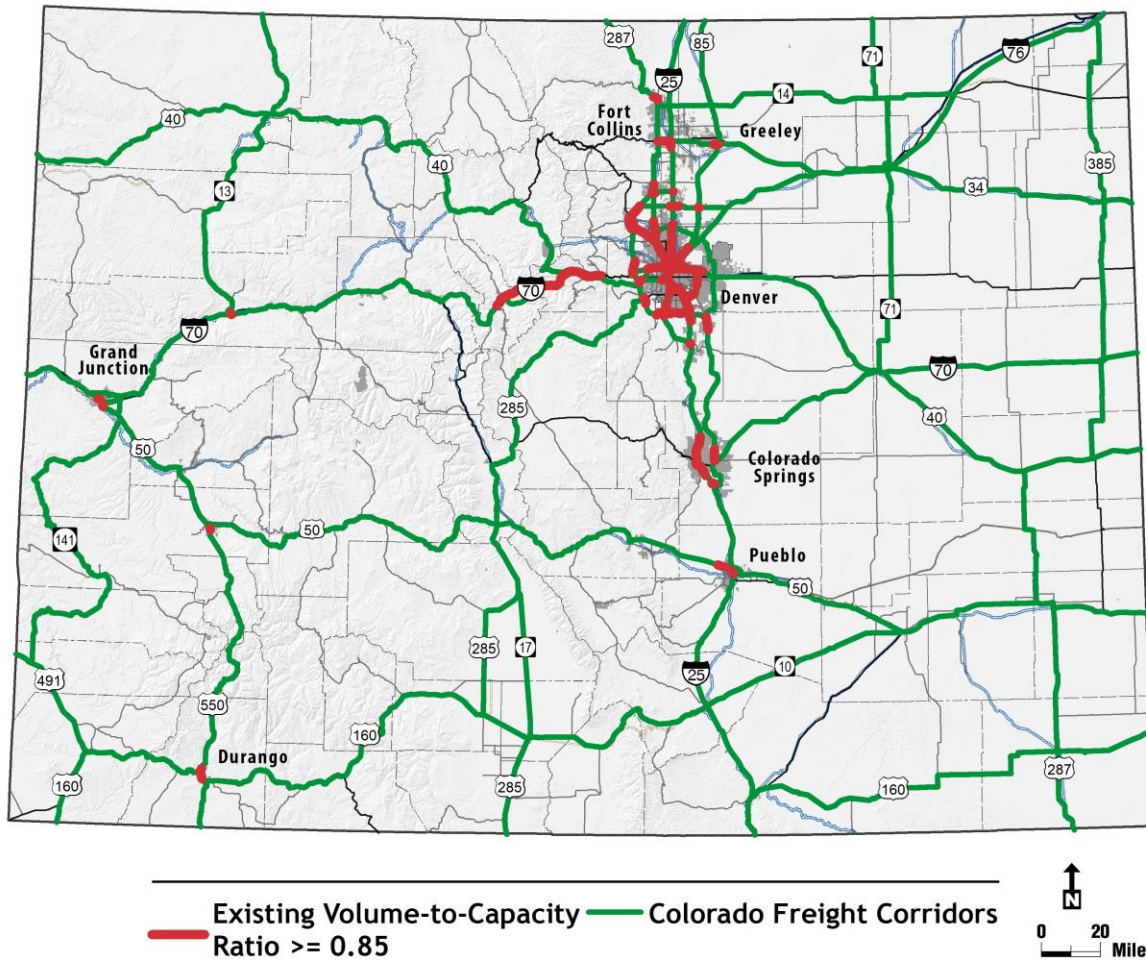 287
85
71
76
25
14
40
Fort
Collins
Greeley
40
385
13
34
70
Denver
71
70
Grand
Junction
70
285
40
50
Colorado
Springs
141
50
Pueblo
50
285
17
10
491
25
550
160
Durango
160
285
160
287
Existing Volume-to-Capacity
Ratio >= 0.85
Colorado Freight Corridors
N
0 20
Mile